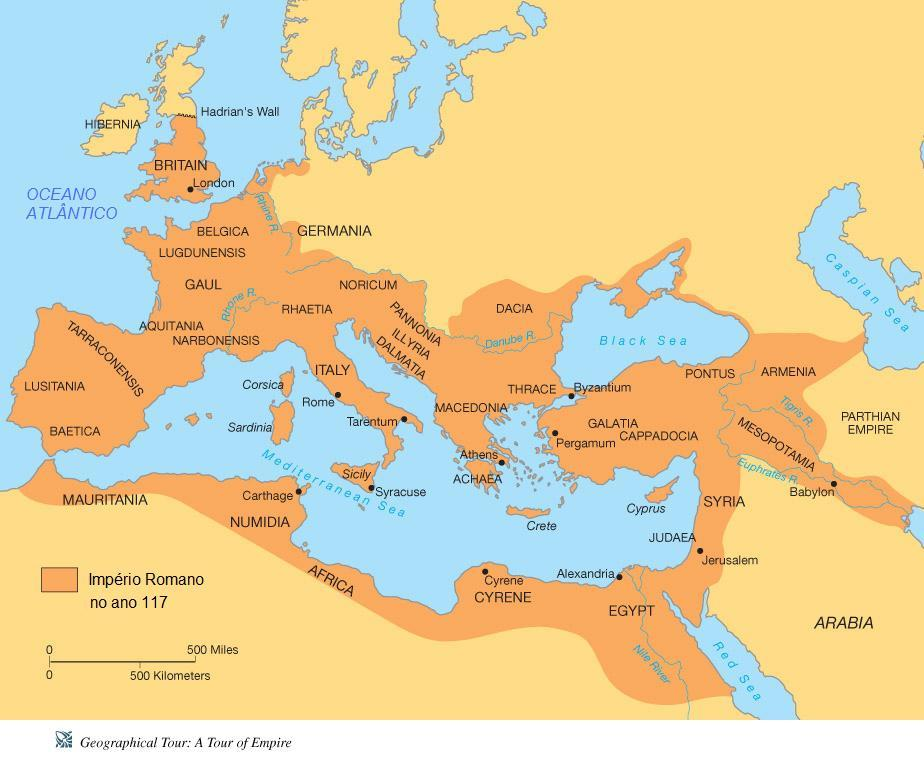 Hadrian's Wall
HIBERNIA
BRITAIN
London
OCEANO
ATLÂNTICO
Rhine R.
BELGICA
GERMANIA
LUGDUNENSIS
Caspian Sea
GAUL
NORICUM
Rhone R.
RHAETIA
DACIA
AQUITANIA
NARBONENSIS
PANNONIA
ILLYRIA
DALMATIA
Danube R.
Black Sea
TARRACONENSIS
ITALY
PONTUS
ARMENIA
LUSITANIA
Corsica
Rome
THRACE
Byzantium
MACEDONIA
Tigris R.
PARTHIAN
EMPIRE
BAETICA
Sardinia
Tarentum
GALATIA
CAPPADOCIA
Pergamum
MESOPOTAMIA
Mediterranean Sea
Athens
ACHAEA
Euphrates R.
Babylon
Sicily
Syracuse
MAURITANIA
Carthage
NUMIDIA
Crete
Cyprus
SYRIA
JUDAEA
Jerusalem
AFRICA
Cyrene
CYRENE
Alexandria
EGYPT
Nile River
Red Sea
ARABIA
Império Romano
no ano 117
0 500 Miles
0 500 Kilometers
Geographical Tour: A Tour of Empire